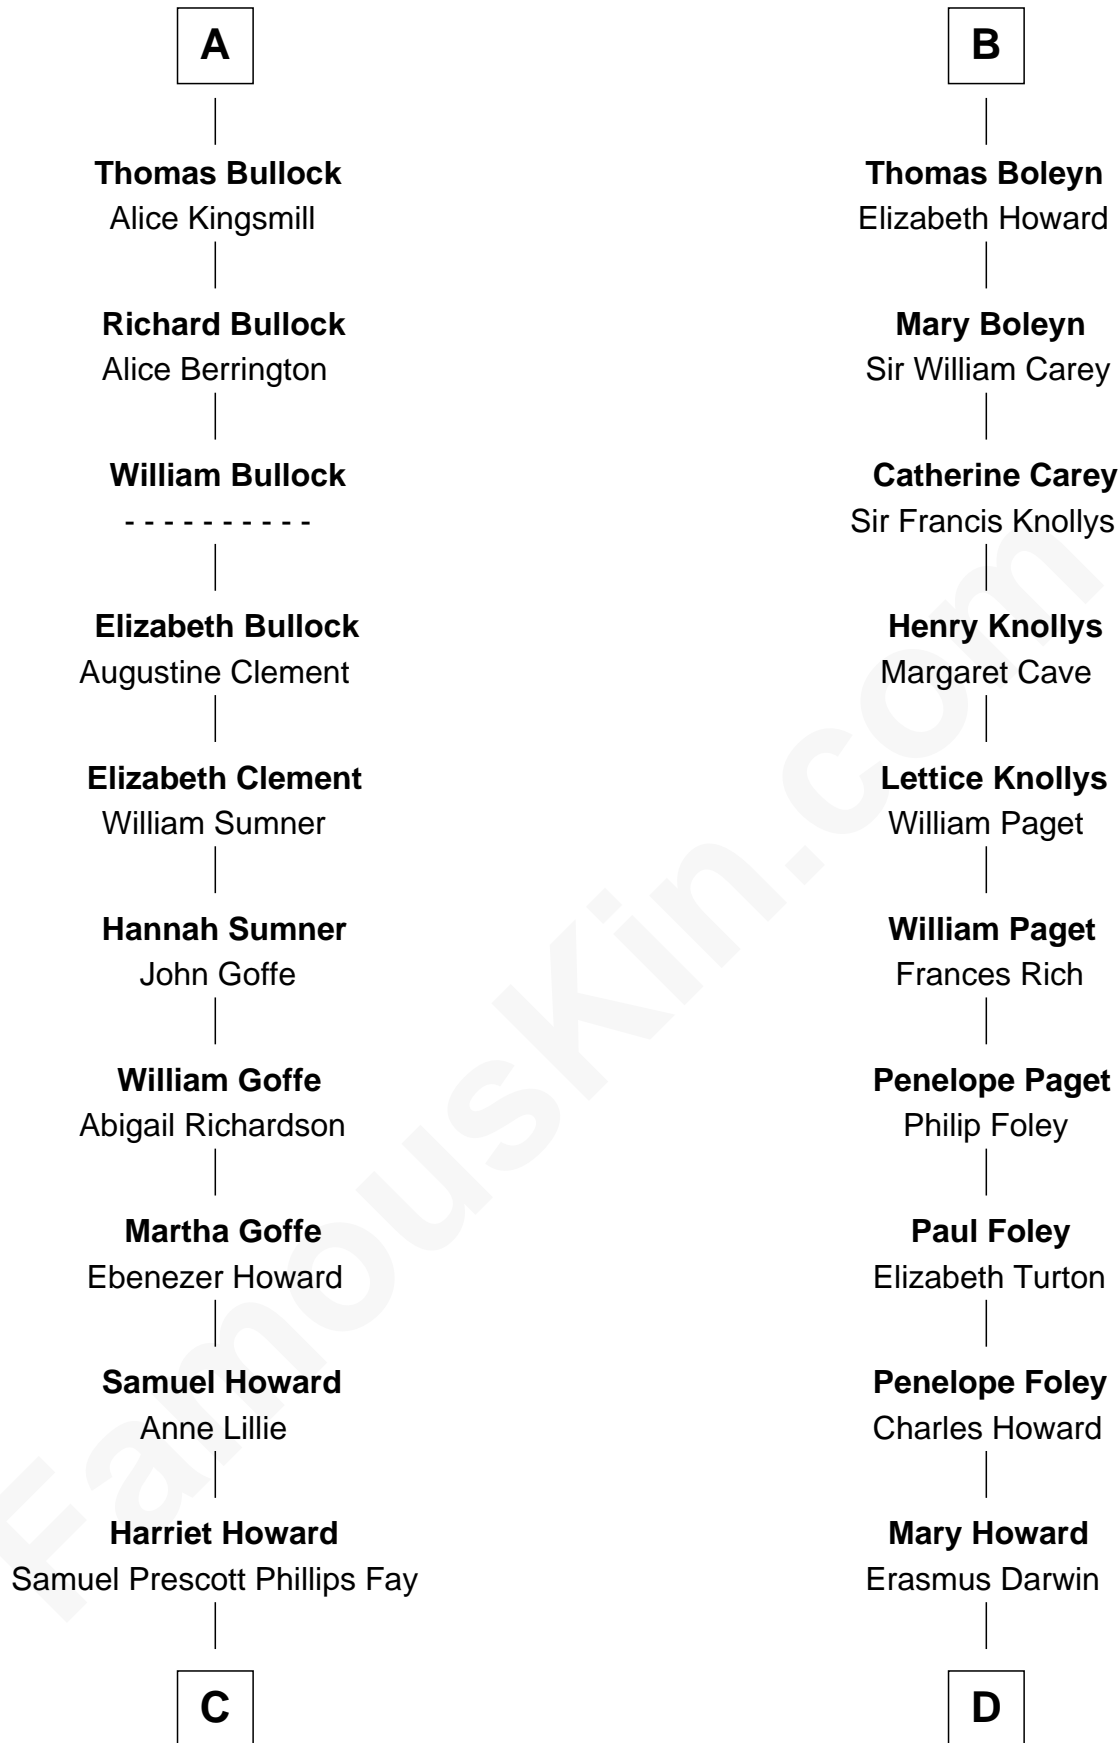 A
Thomas Bullock
Alice Kingsmill
Richard Bullock
Alice Berrington
William Bullock
- - - - - - - - - -
Elizabeth Bullock
Augustine Clement
Elizabeth Clement
William Sumner
Hannah Sumner
John Goffe
William Goffe
Abigail Richardson
Martha Goffe
Ebenezer Howard
Samuel Howard
Anne Lillie
Harriet Howard
Samuel Prescott Phillips Fay
C
B
Thomas Boleyn
Elizabeth Howard
Mary Boleyn
Sir William Carey
Catherine Carey
Sir Francis Knollys
Henry Knollys
Margaret Cave
Lettice Knollys
William Paget
William Paget
Frances Rich
Penelope Paget
Philip Foley
Paul Foley
Elizabeth Turton
Penelope Foley
Charles Howard
Mary Howard
Erasmus Darwin
D
FamousKin.com